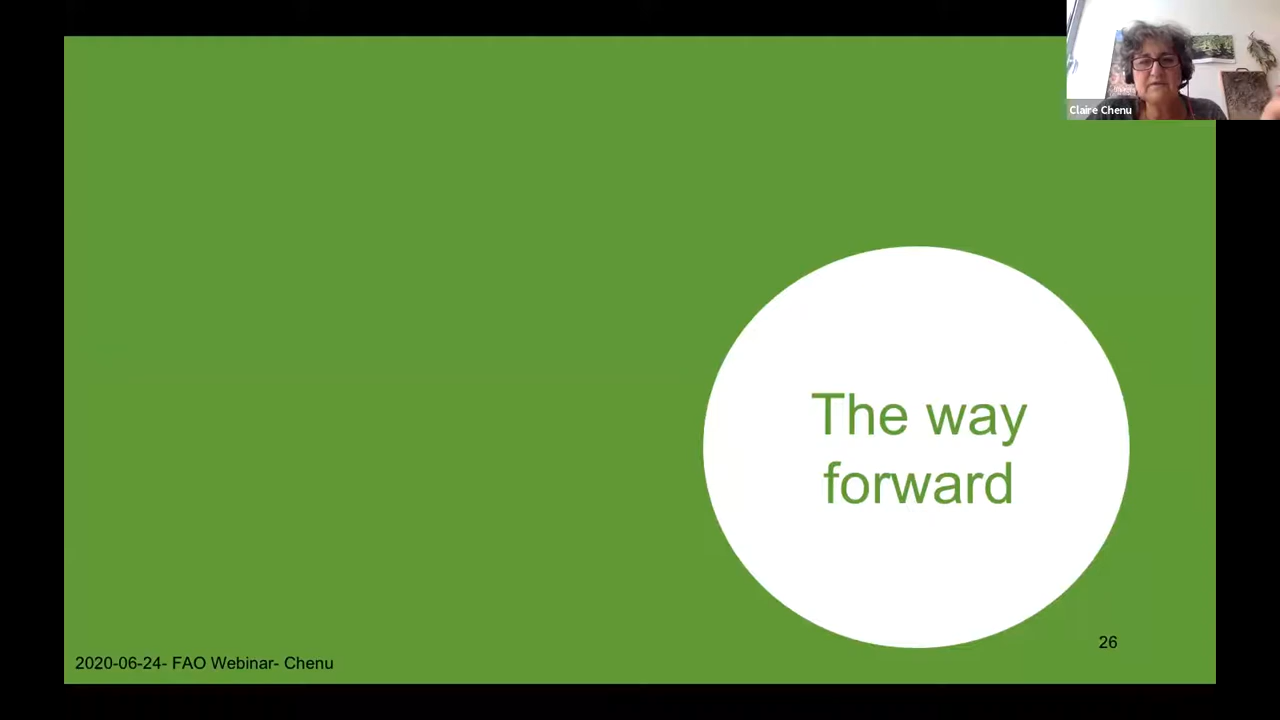 Claire Chenu
The way
forward
26
2020-06-24- FAO Webinar- Chenu